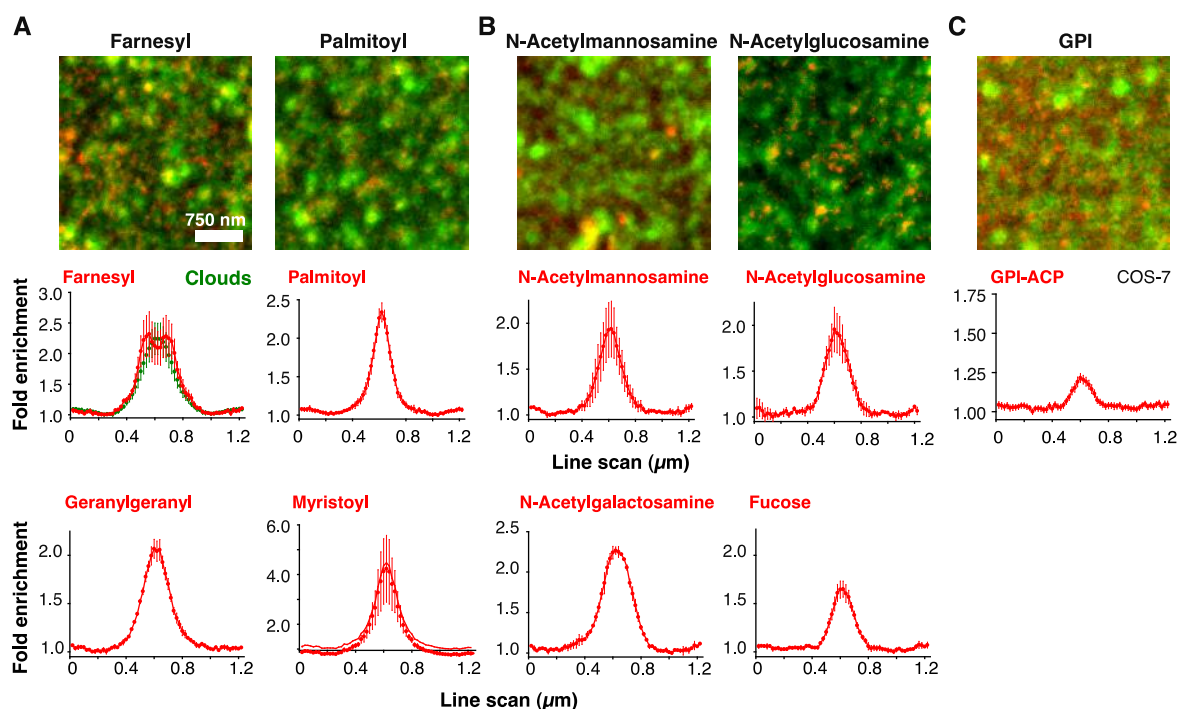 A B C
Farnesyl Palmitoyl N-Acetylmannosamine N-Acetylglucosamine GPI
750 nm
Farnesyl Clouds Palmitoyl N-Acetylmannosamine N-Acetylglucosamine GPI-ACP COS-7
Fold enrichment
3.0 2.5 2.0 1.5 1.0
2.5 2.0 1.5 1.0
2.0 1.5 1.0
2.0 1.5 1.0
1.75 1.50 1.25 1.00
0 0.4 0.8 1.2 0 0.4 0.8 1.2 0 0.4 0.8 1.2 0 0.4 0.8 1.2 0 0.4 0.8 1.2
Line scan (µm)
Geranylgeranyl Myristoyl N-Acetylgalactosamine Fucose
Fold enrichment
2.0 1.5 1.0
6.0 4.0 2.0
2.5 2.0 1.5 1.0
2.0 1.5 1.0
0 0.4 0.8 1.2 0 0.4 0.8 1.2 0 0.4 0.8 1.2 0 0.4 0.8 1.2
Line scan (µm)